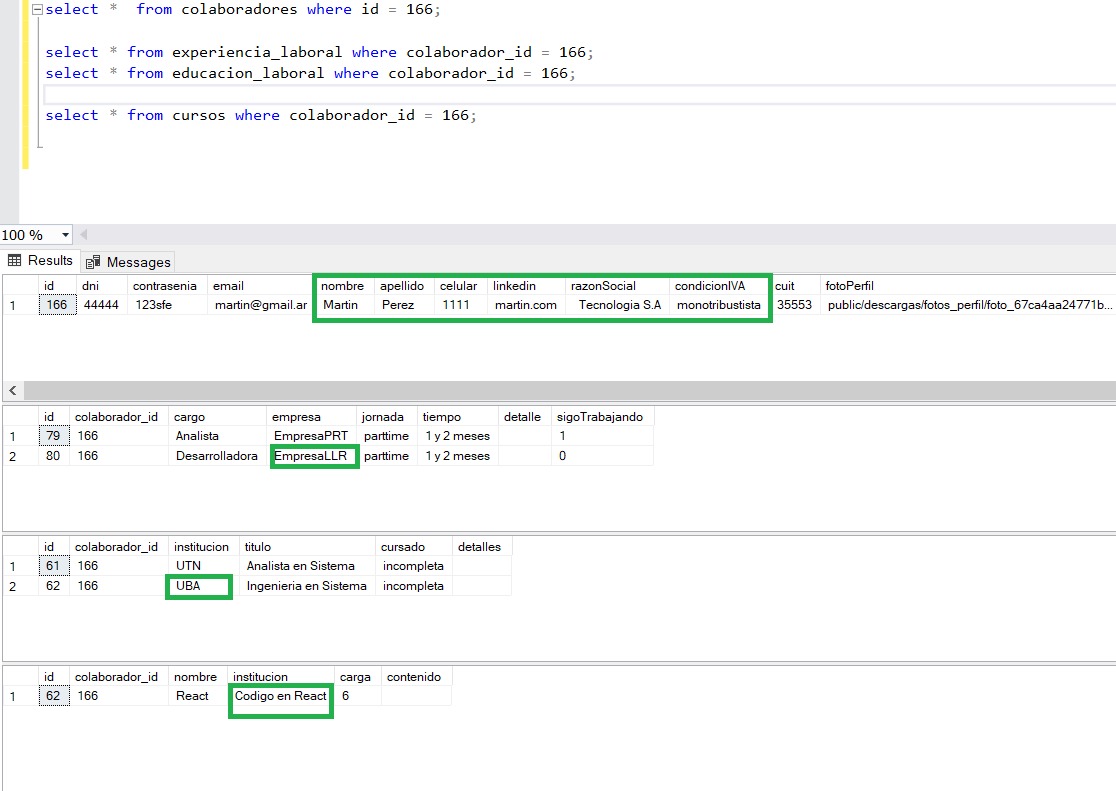 select *  from colaboradores where id = 166;
select * from experiencia_laboral where colaborador_id = 166;
select * from educacion_laboral where colaborador_id = 166;
select * from cursos where colaborador_id = 166;
100 %
Results Messages
id dni contrasenia email nombre apellido celular linkedin razonSocial condicionIVA cuit fotoPerfil
1 166 44444 123sfe martin@gmail.ar Martin Perez 1111 martin.com Tecnologia S.A monotribustista 35553 public/descargas/fotos_perfil/foto_67ca4aa24771b...
id colaborador_id cargo empresa jornada tiempo detalle sigoTrabajando
1 79 166 Analista EmpresaPRT parttime 1 y 2 meses 1
2 80 166 Desarrolladora EmpresaLLR parttime 1 y 2 meses 0
id colaborador_id institucion titulo cursado detalles
1 61 166 UTN Analista en Sistema incompleta
2 62 166 UBA Ingenieria en Sistema incompleta
id colaborador_id nombre institucion carga contenido
1 62 166 React Codigo en React 6